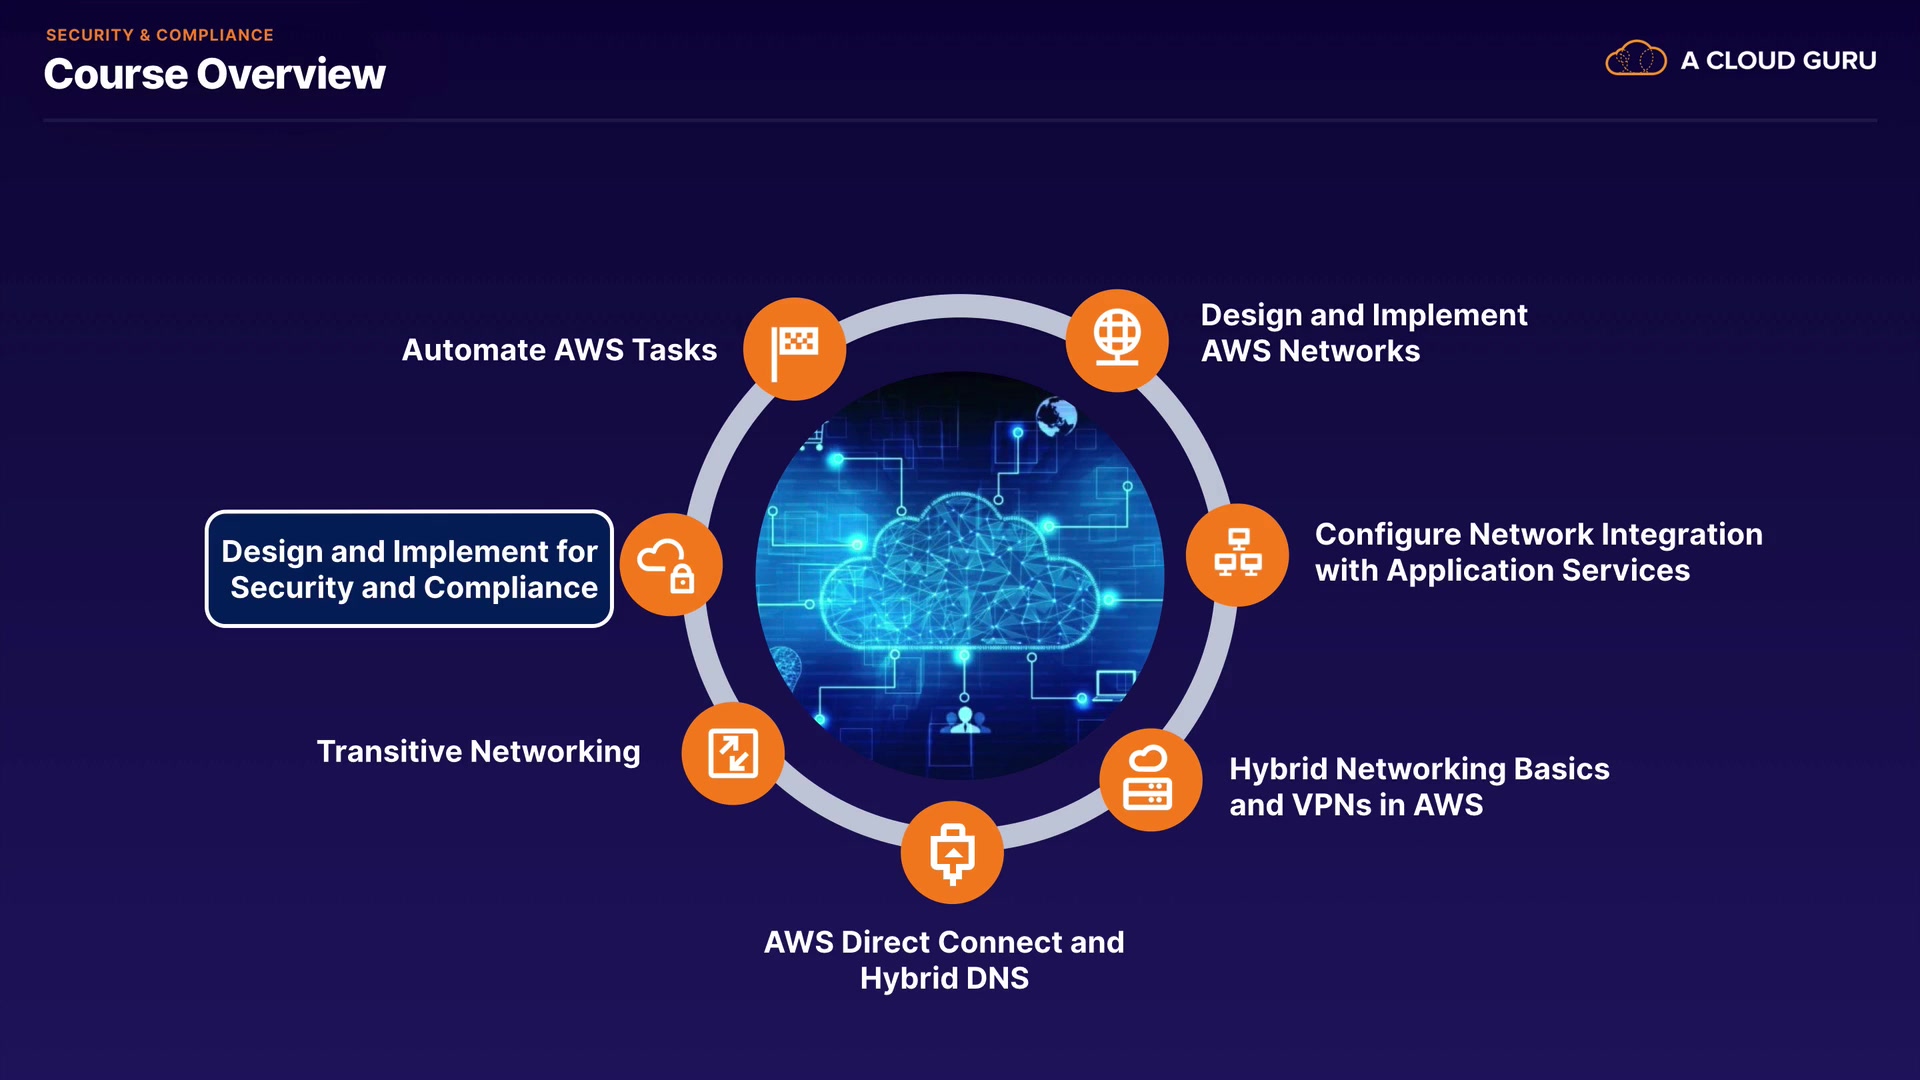 SECURITY & COMPLIANCE
Course Overview
A CLOUD GURU
Design and Implement
AWS Networks
Configure Network Integration
with Application Services
Hybrid Networking Basics
and VPNs in AWS
AWS Direct Connect and
Hybrid DNS
Transitive Networking
Design and Implement for
Security and Compliance
Automate AWS Tasks